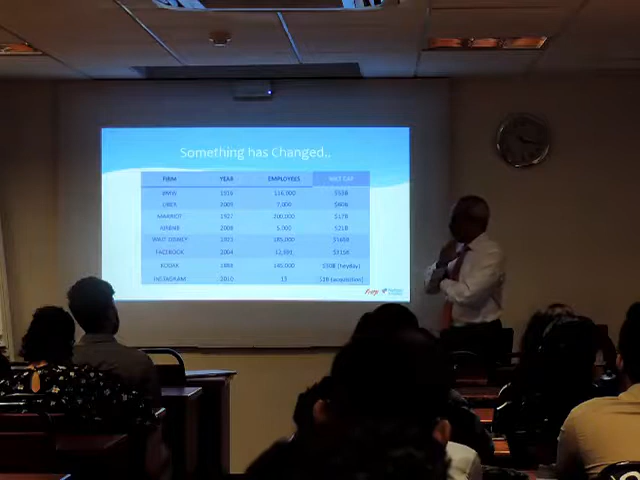 Something has Changed..
FIRM YEAR EMPLOYEES MKT CAP
BMW 1916 116,000 $53B
UBER 2009 7,000 $60B
MARRIOT 1927 200,000 $17B
AIRBNB 2008 5,000 $21B
WALT DISNEY 1923 185,000 $165B
FACEBOOK 2004 12,691 $315B
KODAK 1888 145,000 $30B (heyday)
INSTAGRAM 2010 13 $1B (acquisition)